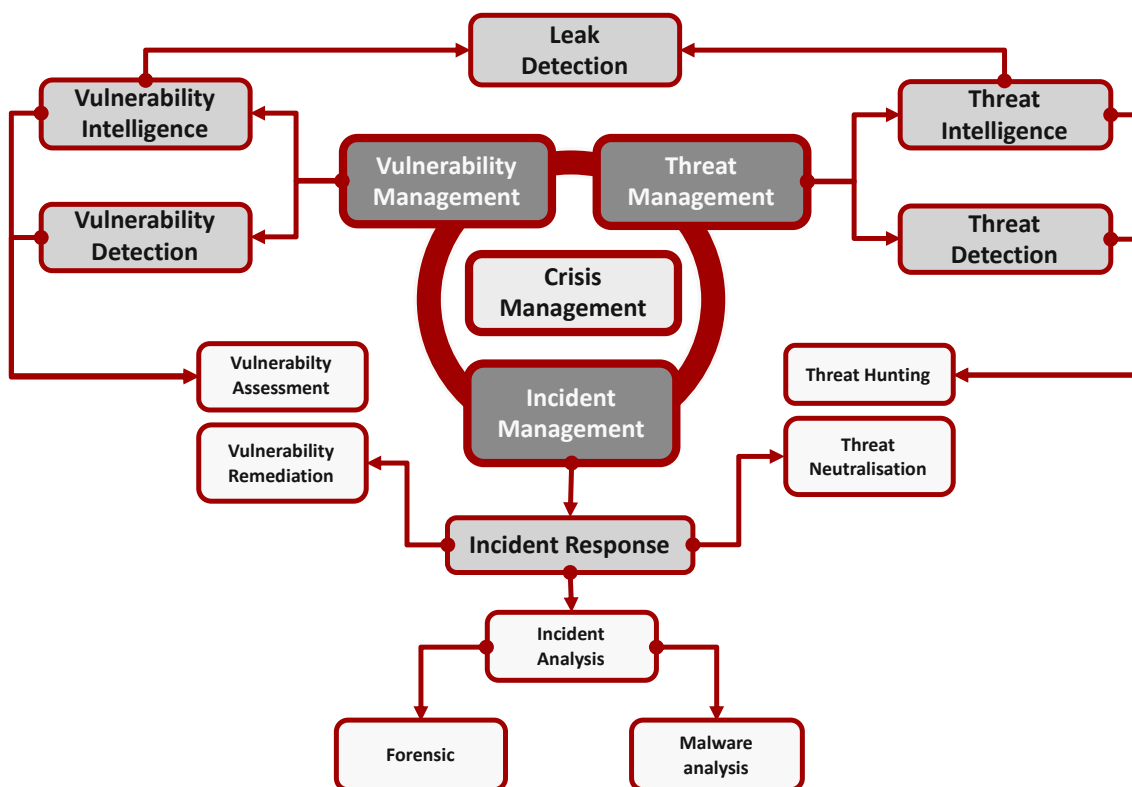 Leak
Detection
Vulnerability
Intelligence
Threat
Intelligence
Vulnerability
Management
Threat
Management
Vulnerability
Detection
Threat
Detection
Crisis
Management
Vulnerabilty
Assessment
Threat Hunting
Incident
Management
Vulnerability
Remediation
Threat
Neutralisation
Incident Response
Incident
Analysis
Forensic
Malware
analysis